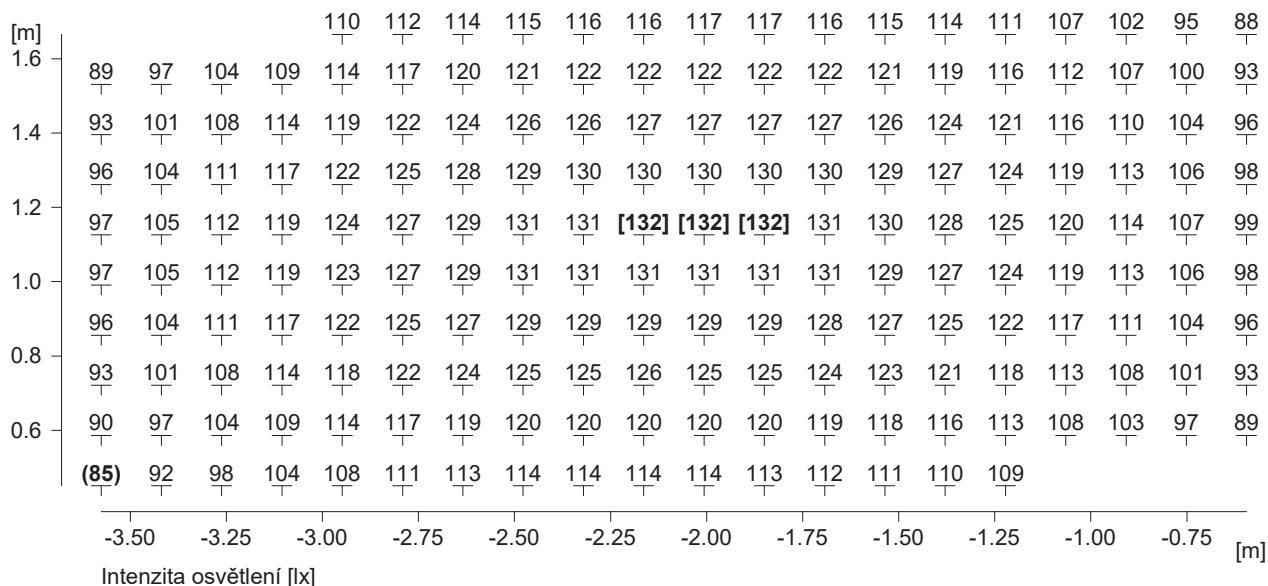 110 112 114 115 116 116 117 117 116 115 114 111 107 102 95 88
[m]
1.6
89 97 104 109 114 117 120 121 122 122 122 122 122 121 119 116 112 107 100 93
93 101 108 114 119 122 124 126 126 127 127 127 127 126 124 121 116 110 104 96
1.4
96 104 111 117 122 125 128 129 130 130 130 130 130 129 127 124 119 113 106 98
1.2
97 105 112 119 124 127 129 131 131 [132] [132] [132] 131 130 128 125 120 114 107 99
97 105 112 119 123 127 129 131 131 131 131 131 131 129 127 124 119 113 106 98
1.0
96 104 111 117 122 125 127 129 129 129 129 129 128 127 125 122 117 111 104 96
0.8
93 101 108 114 118 122 124 125 125 126 125 125 124 123 121 118 113 108 101 93
90 97 104 109 114 117 119 120 120 120 120 120 119 118 116 113 108 103 97 89
0.6
(85) 92 98 104 108 111 113 114 114 114 114 113 112 111 110 109
-3.50 -3.25 -3.00 -2.75 -2.50 -2.25 -2.00 -1.75 -1.50 -1.25 -1.00 -0.75
[m]
Intenzita osvětlení [lx]